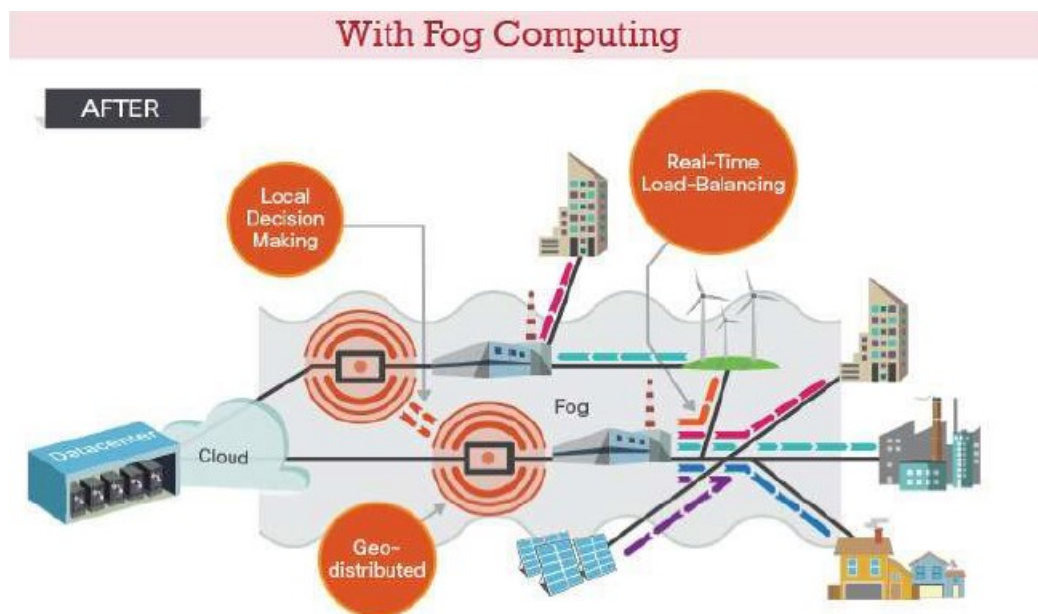 With Fog Computing
AFTER
Real-Time
Load-Balancing
Local
Decision
Making
Fog
Datacenter
Cloud
Geo-
distributed